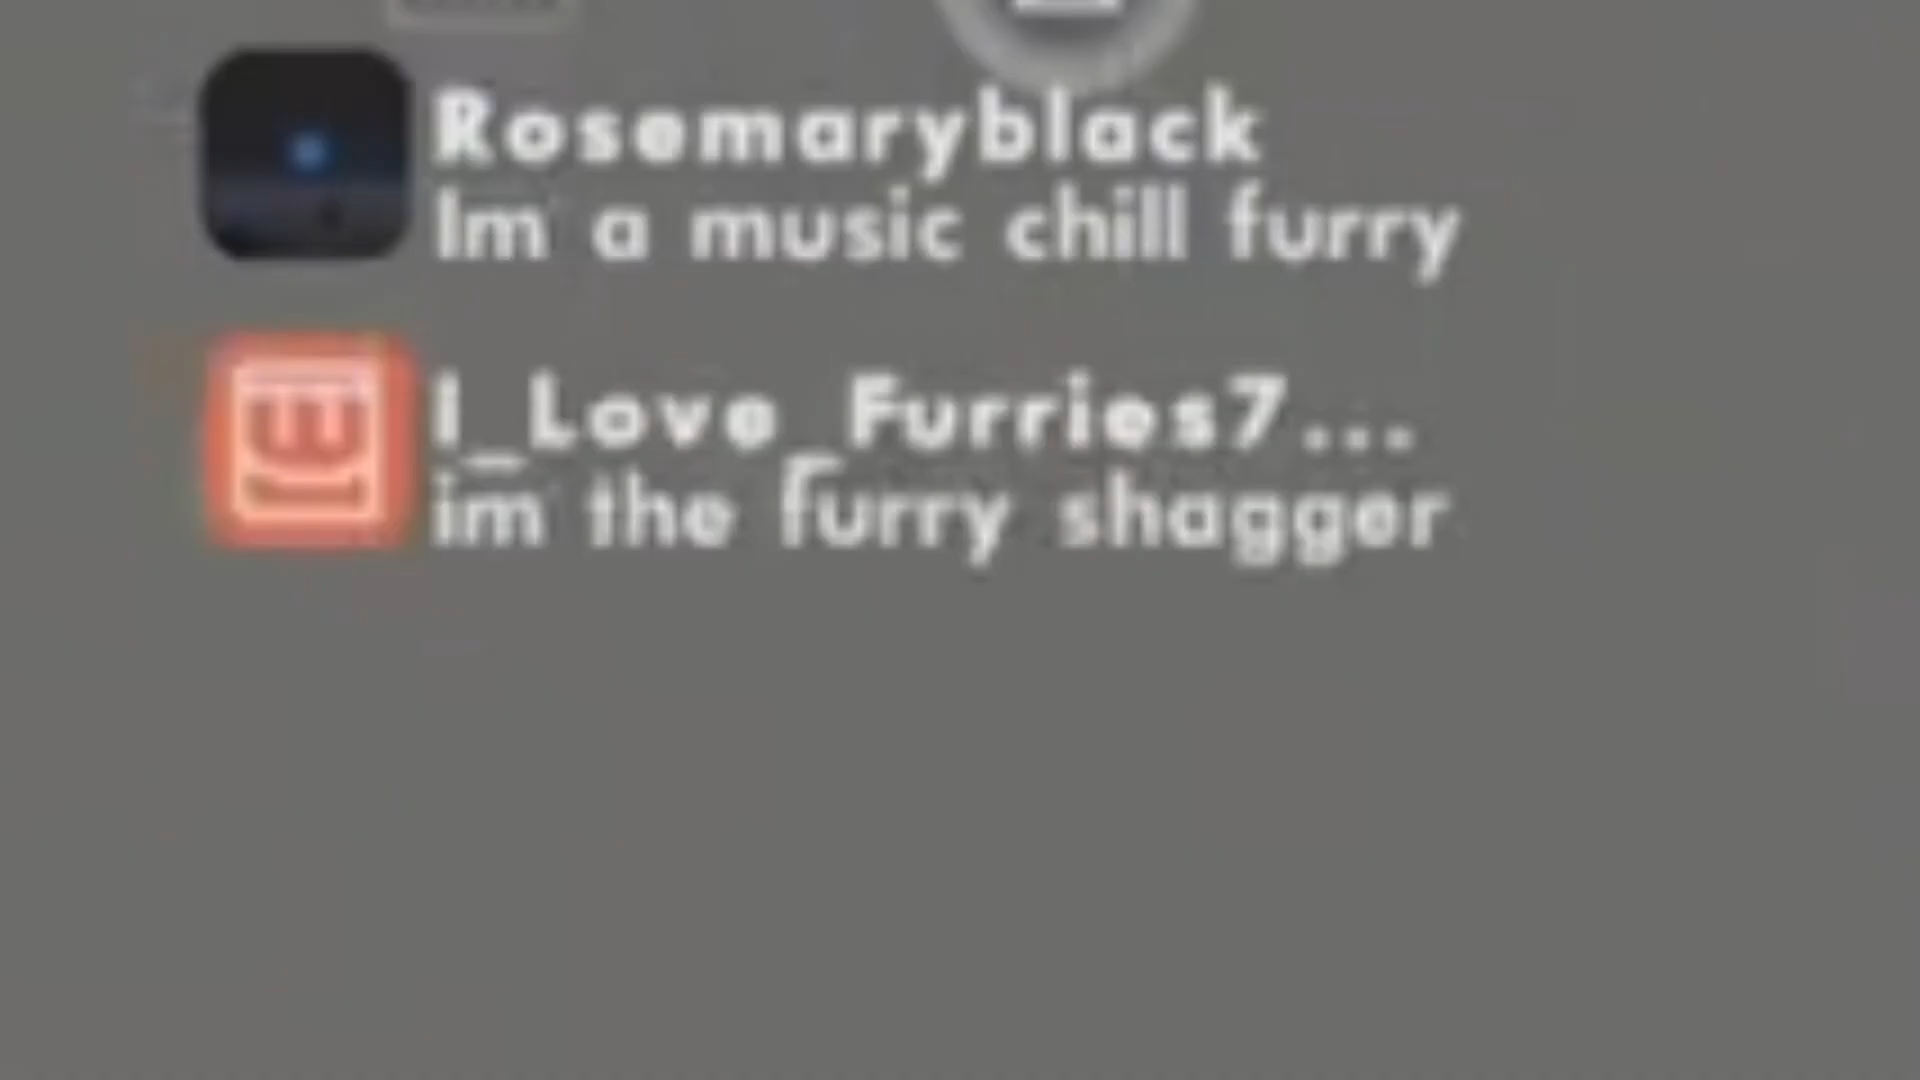 Rosemaryblack
Im a music chill furry
I_Love_Furries7...
im the furry shagger